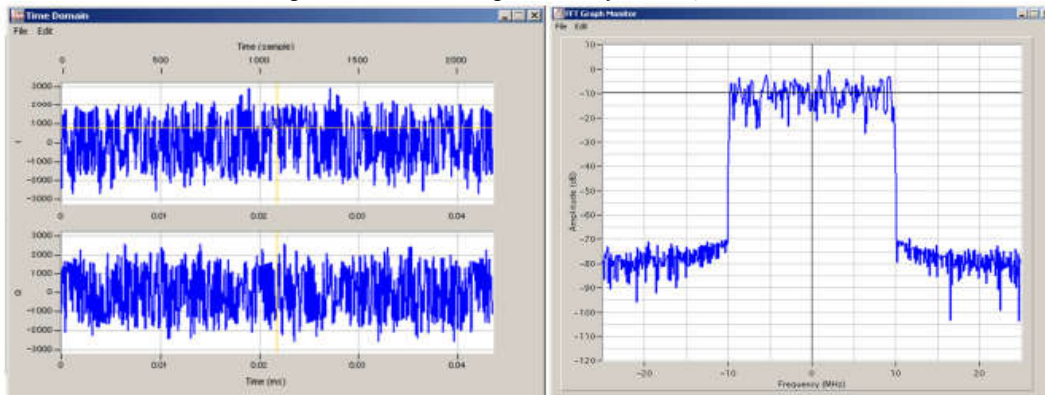 Time Domain
File Edit
Time (sample)
0 500 1000 1500 2000
3000
2000
1000
0
-1000
-2000
-3000
I
0 0.01 0.02 0.03 0.04
3000
2000
1000
0
-1000
-2000
-3000
Q
0 0.01 0.02 0.03 0.04
Time (ms)
FFT Graph Monitor
File Edit
10
0
-10
-20
-30
-40
-50
-60
-70
-80
-90
-100
-110
-120
Amplitude (dB)
-20 -10 0 10 20
Frequency (MHz)